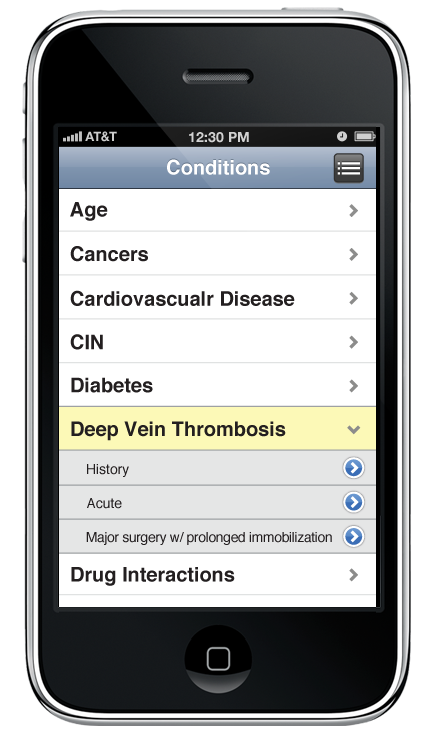 AT&T 12:30 PM
Conditions
Age
Cancers
Cardiovascualr Disease
CIN
Diabetes
Deep Vein Thrombosis
History
Acute
Major surgery w/ prolonged immobilization
Drug Interactions